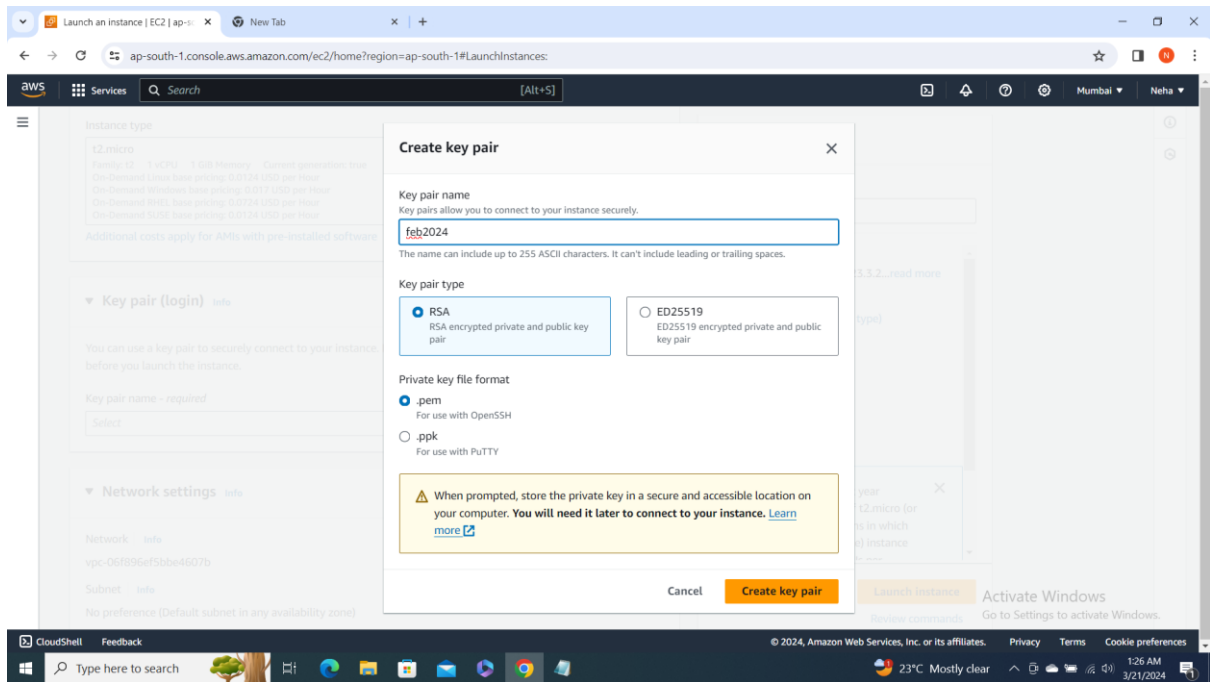 Launch an instance | EC2 | ap-so
New Tab
ap-south-1.console.aws.amazon.com/ec2/home?region=ap-south-1#LaunchInstances:
N
aws
Services
Search
[Alt+S]
Mumbai
Neha
Instance type
t2.micro
Family: t2 1 vCPU 1 GiB Memory Current generation: true
On-Demand Linux base pricing: 0.0124 USD per Hour
On-Demand Windows base pricing: 0.017 USD per Hour
On-Demand RHEL base pricing: 0.0724 USD per Hour
On-Demand SUSE base pricing: 0.0124 USD per Hour
Additional costs apply for AMIs with pre-installed software
Key pair (login) Info
You can use a key pair to securely connect to your instance.
before you launch the instance.
Key pair name - required
Select
Network settings Info
Network Info
vpc-06f896ef5bbe4607b
Subnet Info
No preference (Default subnet in any availability zone)
Create key pair
Key pair name
Key pairs allow you to connect to your instance securely.
feb2024
The name can include up to 255 ASCII characters. It can't include leading or trailing spaces.
Key pair type
RSA
RSA encrypted private and public key
pair
ED25519
ED25519 encrypted private and public
key pair
Private key file format
.pem
For use with OpenSSH
.ppk
For use with PuTTY
When prompted, store the private key in a secure and accessible location on
your computer. You will need it later to connect to your instance. Learn
more
Cancel
Create key pair
23.3.2...read more
type)
year
t2.micro (or
ns in which
e) instance
Launch instance
Review commands
Activate Windows
Go to Settings to activate Windows.
CloudShell
Feedback
© 2024, Amazon Web Services, Inc. or its affiliates.
Privacy
Terms
Cookie preferences
Type here to search
23°C Mostly clear
1:26 AM
3/21/2024